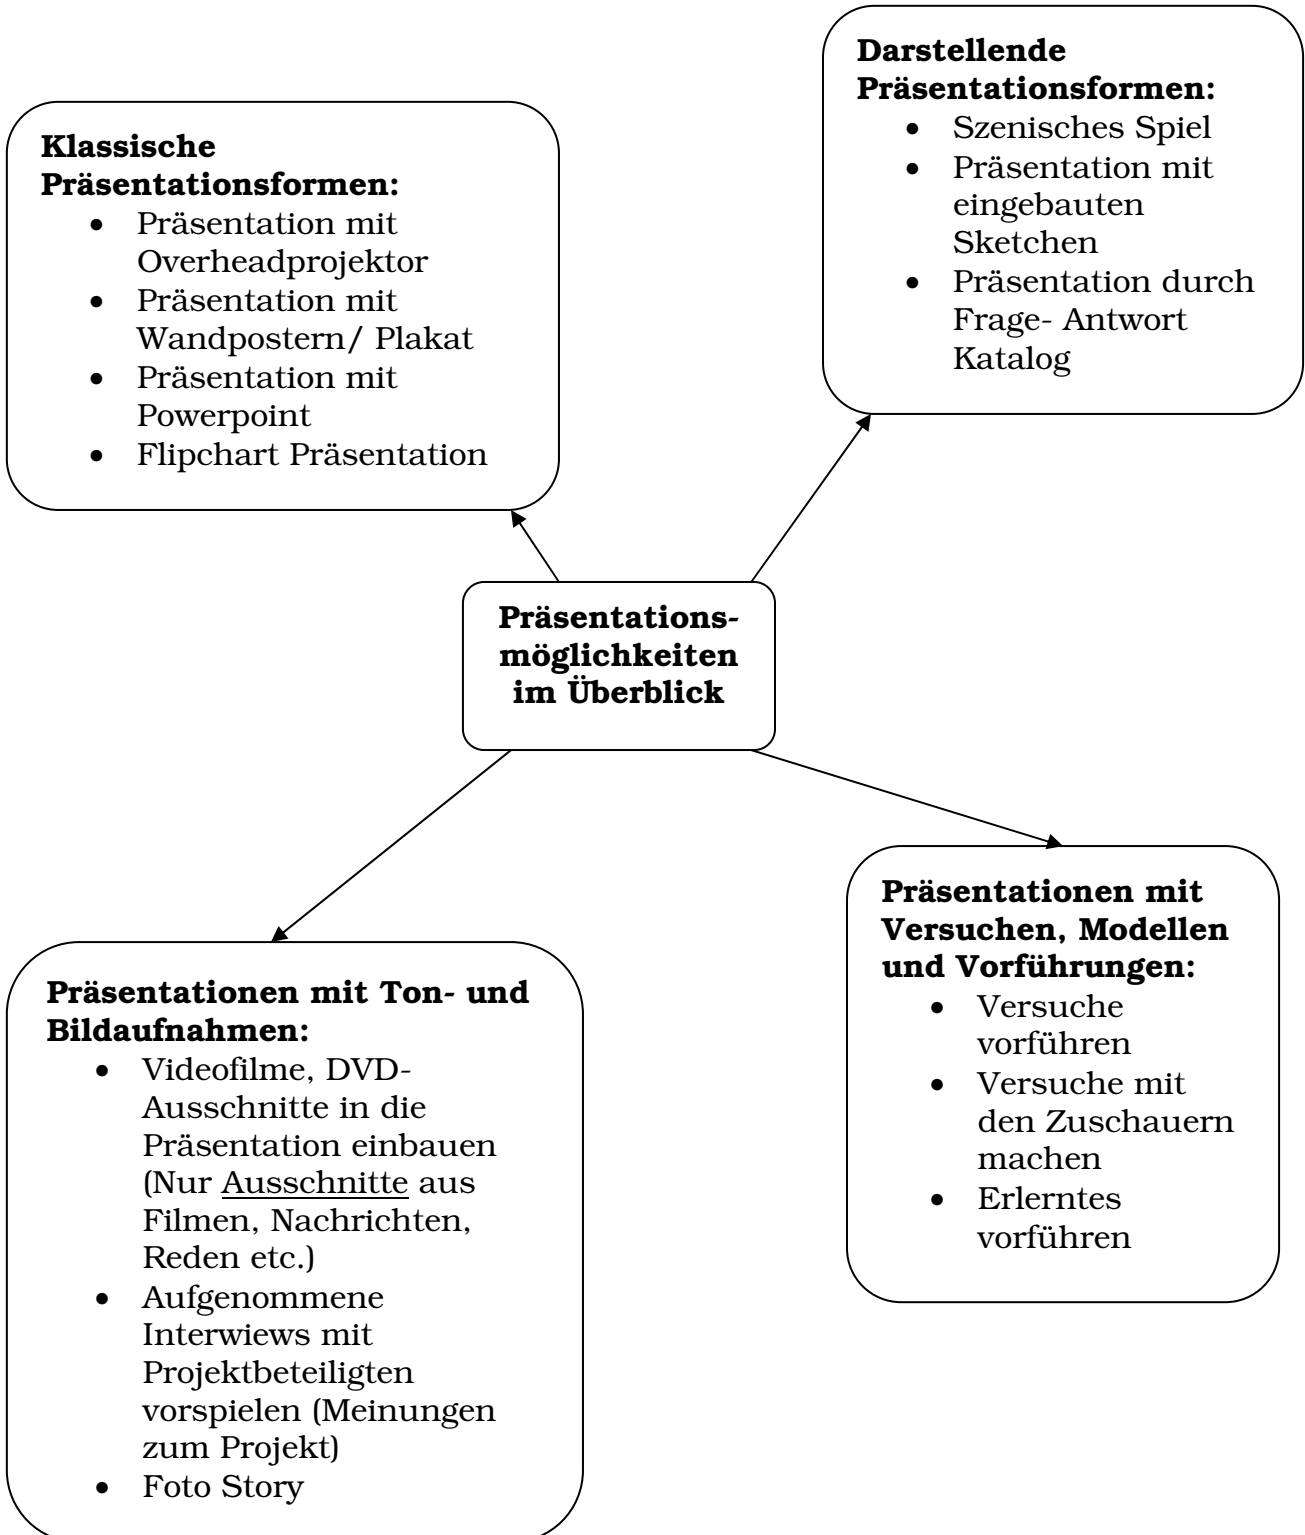 Darstellende
Präsentationsformen:
• Szenisches Spiel
• Präsentation mit
eingebauten
Sketchen
• Präsentation durch
Frage- Antwort
Katalog
Klassische
Präsentationsformen:
• Präsentation mit
Overheadprojektor
• Präsentation mit
Wandpostern/ Plakat
• Präsentation mit
Powerpoint
• Flipchart Präsentation
Präsentations-
möglichkeiten
im Überblick
Präsentationen mit
Versuchen, Modellen
und Vorführungen:
• Versuche
vorführen
• Versuche mit
den Zuschauern
machen
• Erlerntes
vorführen
Präsentationen mit Ton- und
Bildaufnahmen:
• Videofilme, DVD-
Ausschnitte in die
Präsentation einbauen
(Nur Ausschnitte aus
Filmen, Nachrichten,
Reden etc.)
• Aufgenommene
Interwiews mit
Projektbeteiligten
vorspielen (Meinungen
zum Projekt)
• Foto Story